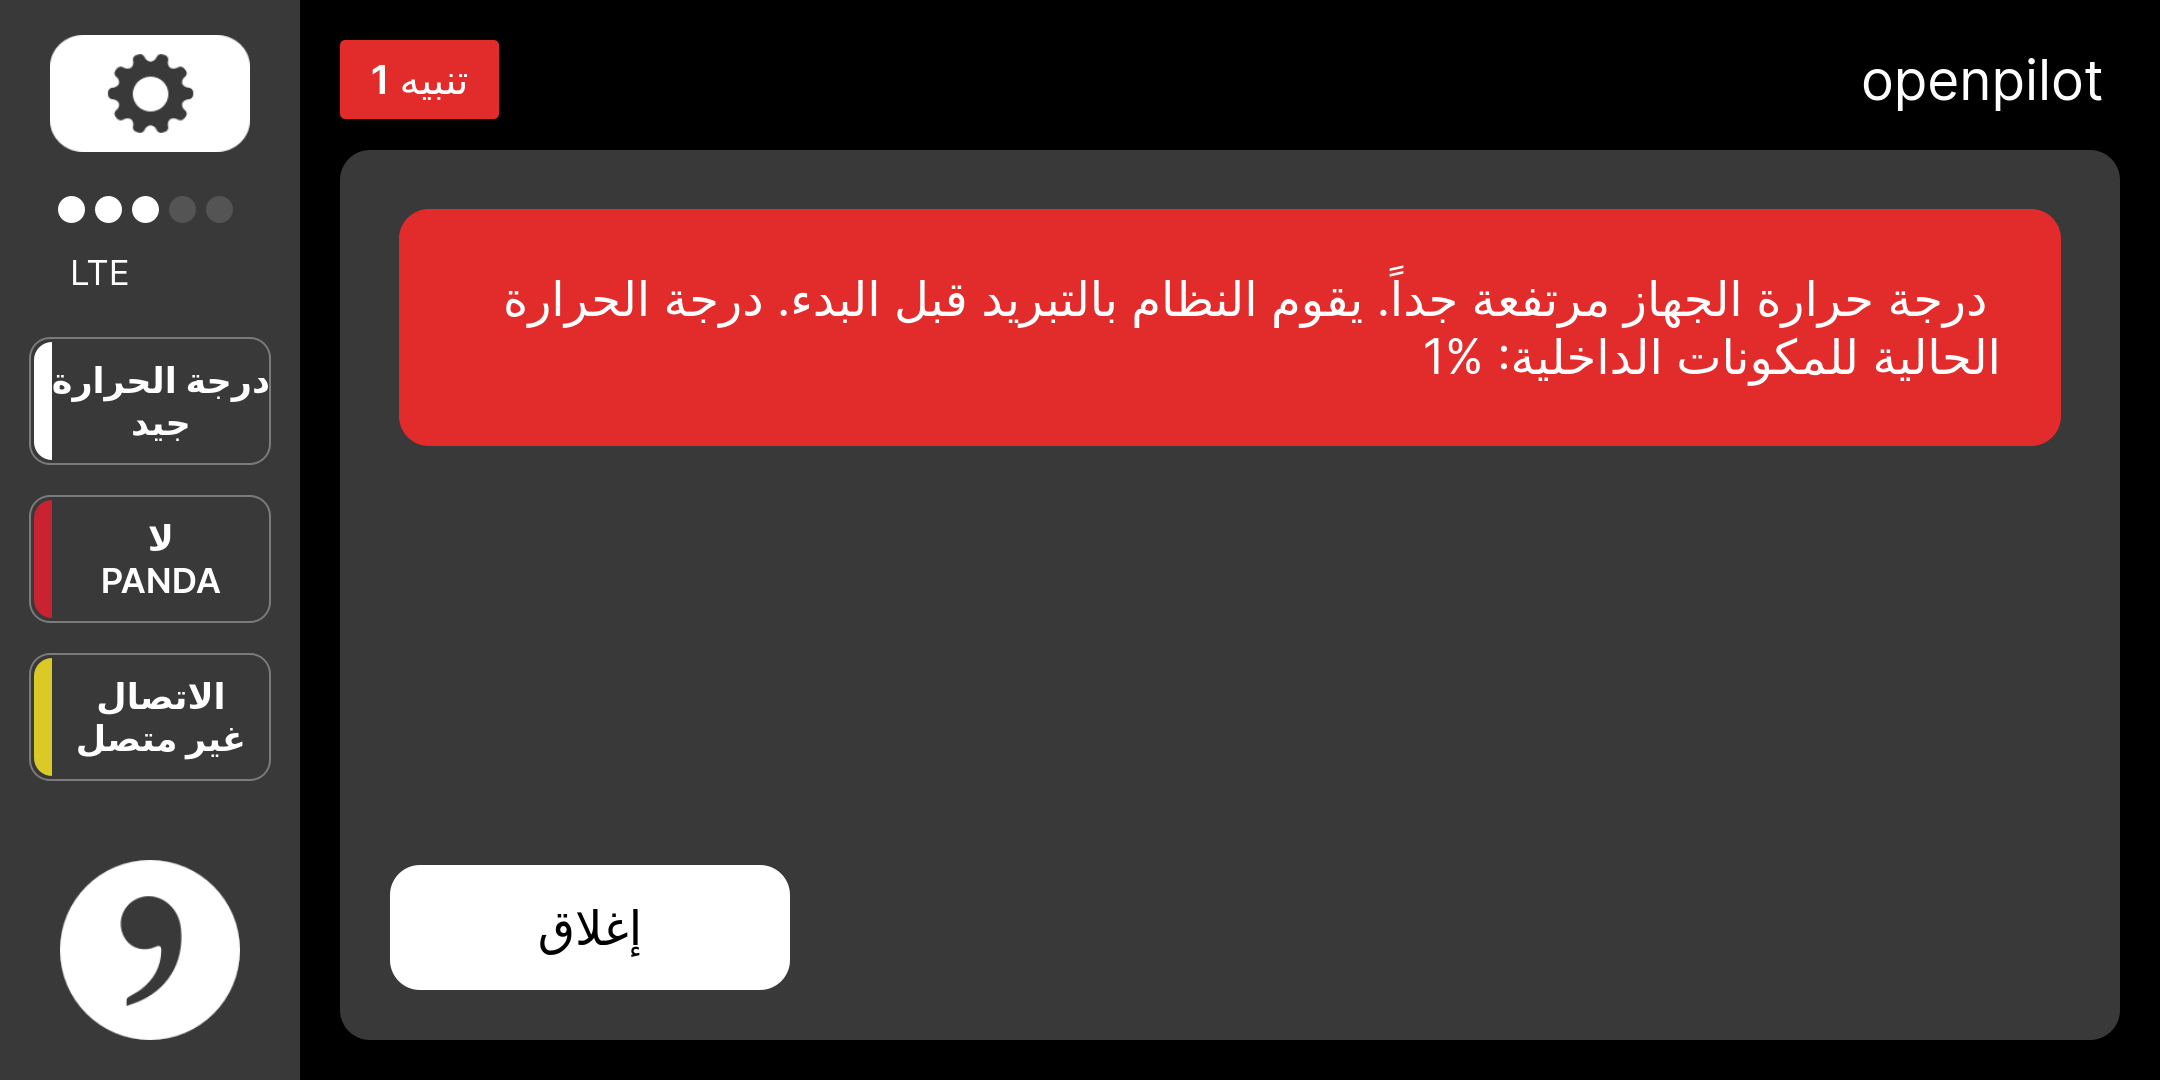 تنبيه 1
openpilot
LTE
درجة الحرارة
جيد
لا
PANDA
الاتصال
غير متصل
درجة حرارة الجهاز مرتفعة جداً. يقوم النظام بالتبريد قبل البدء. درجة الحرارة
الحالية للمكونات الداخلية: %1
إغلاق